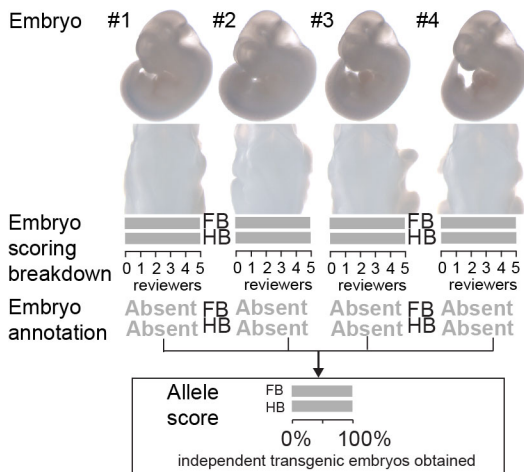 Embryo #1 #2 #3 #4
Embryo scoring breakdown
FB FB
HB HB
0 1 2 3 4 5 0 1 2 3 4 5 0 1 2 3 4 5 0 1 2 3 4 5
reviewers reviewers reviewers reviewers
Embryo annotation
Absent FB Absent Absent FB Absent
Absent HB Absent Absent HB Absent
Allele score
FB
HB
0% 100%
independent transgenic embryos obtained